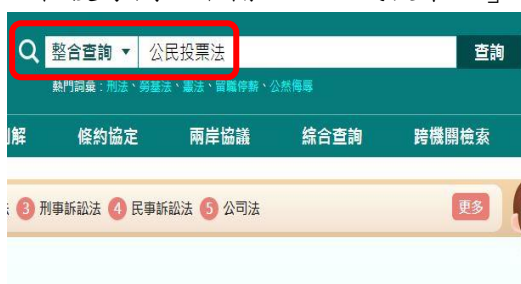 整合查詢 ▼ 公民投票法 查詢
熱門詞彙：刑法、勞基法、憲法、留職停薪、公然侮辱
解 條約協定 兩岸協議 綜合查詢 跨機關檢索
3 刑事訴訟法 4 民事訴訟法 5 公司法 更多